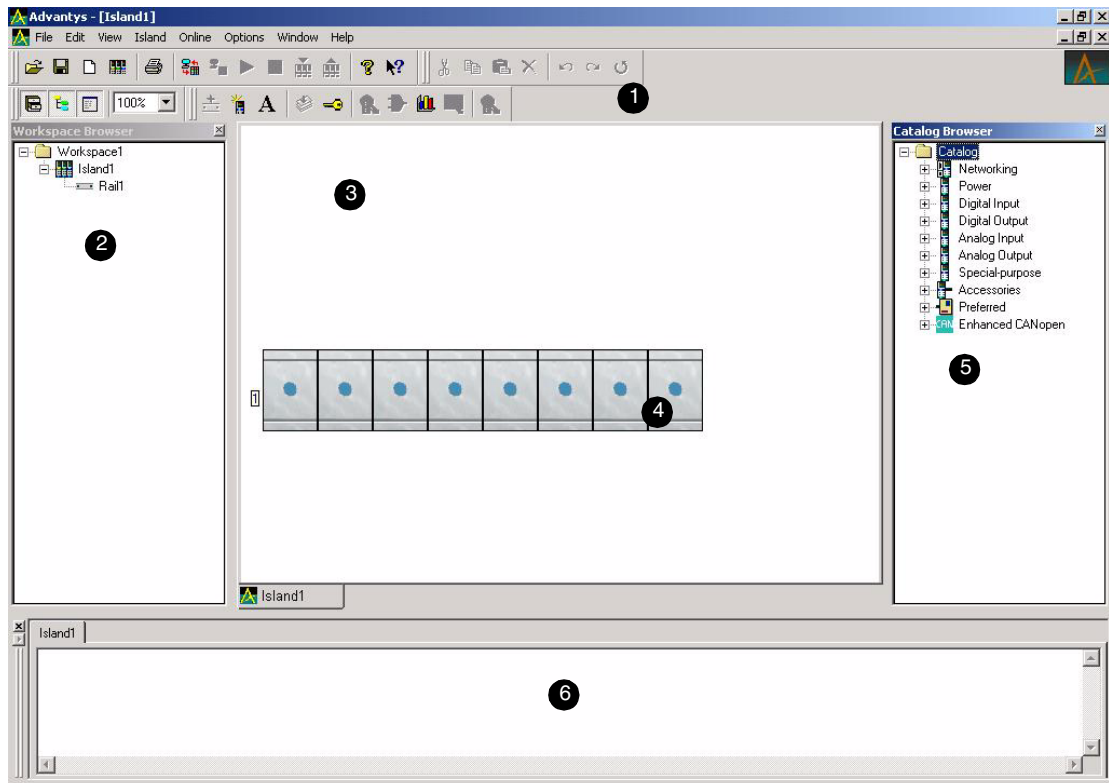 Advantys - [Island1]
File Edit View Island Online Options Window Help
100%
A
1
Workspace Browser
Workspace1
Island1
Rail1
2
3
1
4
Island1
Catalog Browser
Catalog
Networking
Power
Digital Input
Digital Output
Analog Input
Analog Output
Special-purpose
Accessories
Preferred
CAN Enhanced CANopen
5
Island1
6